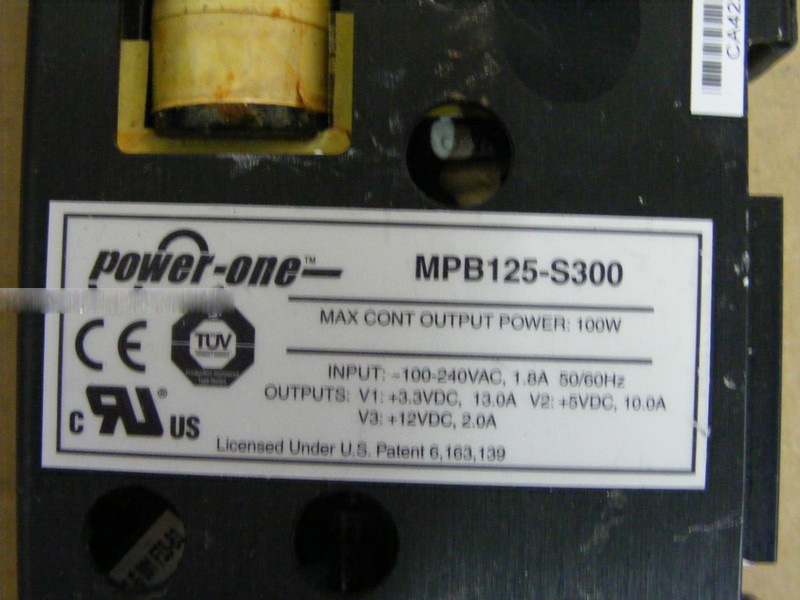 CA42
power-one™
MPB125-S300
MAX CONT OUTPUT POWER: 100W
CE
TÜV
INPUT: ~100-240VAC, 1.8A 50/60Hz
OUTPUTS: V1: +3.3VDC, 13.0A V2: +5VDC, 10.0A
V3: +12VDC, 2.0A
C RU® US
Licensed Under U.S. Patent 6,163,139